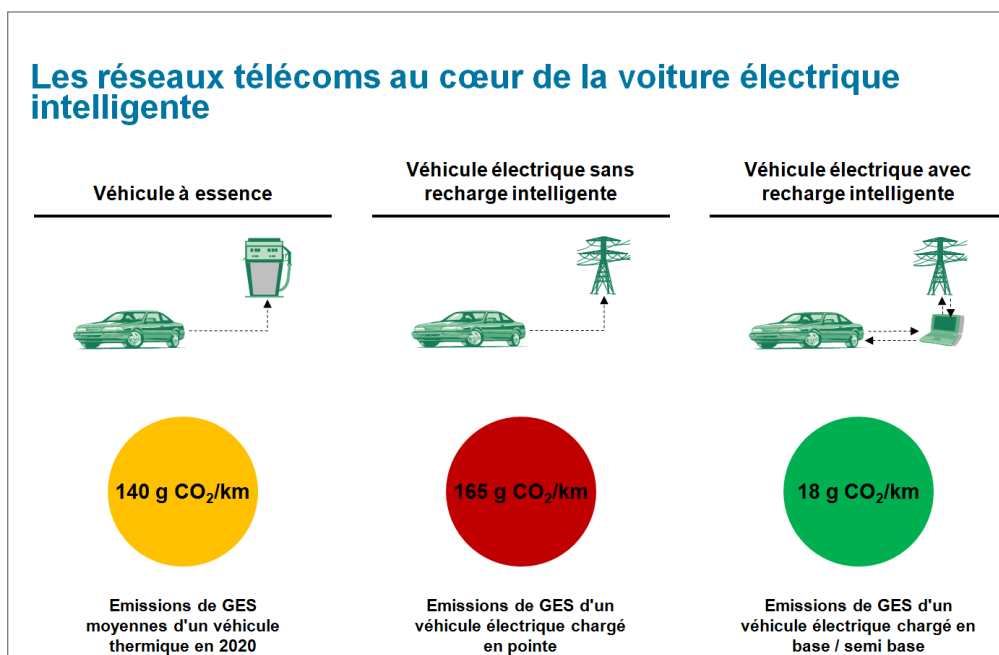 Les réseaux télécoms au cœur de la voiture électrique
intelligente
Véhicule à essence
Véhicule électrique sans
recharge intelligente
Véhicule électrique avec
recharge intelligente
140 g CO₂/km
165 g CO₂/km
18 g CO₂/km
Emissions de GES
moyennes d'un véhicule
thermique en 2020
Emissions de GES d'un
véhicule électrique chargé
en pointe
Emissions de GES d'un
véhicule électrique chargé en
base / semi base